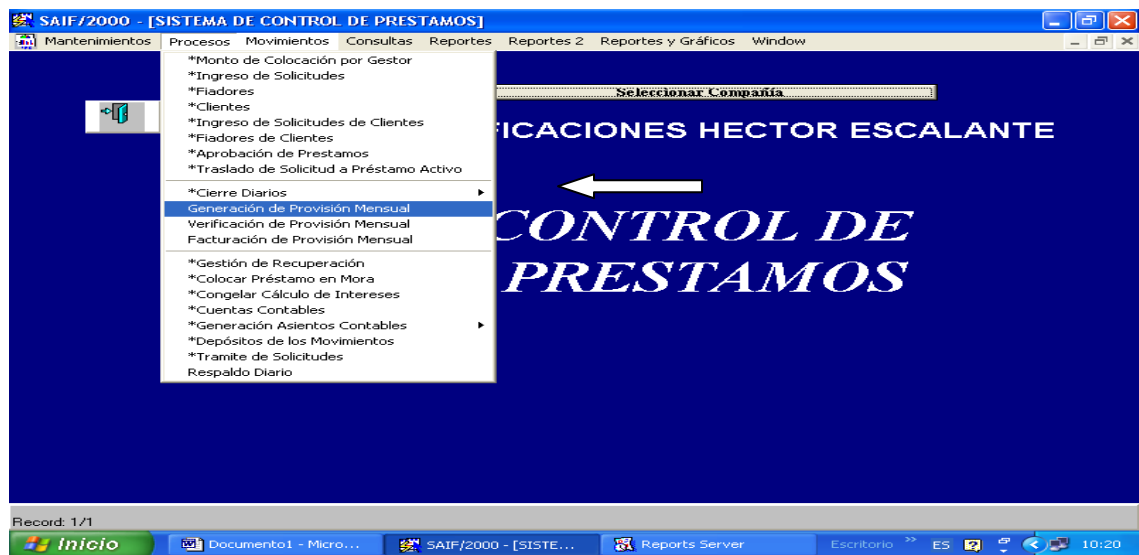 SAIF/2000 - [SISTEMA DE CONTROL DE PRESTAMOS]
Mantenimientos Procesos Movimientos Consultas Reportes Reportes 2 Reportes y Gráficos Window
*Monto de Colocación por Gestor
*Ingreso de Solicitudes
*Fiadores
*Clientes
*Ingreso de Solicitudes de Clientes
*Fiadores de Clientes
*Aprobación de Prestamos
*Traslado de Solicitud a Préstamo Activo
*Cierre Diarios
Generación de Provisión Mensual
Verificación de Provisión Mensual
Facturación de Provisión Mensual
*Gestión de Recuperación
*Colocar Préstamo en Mora
*Congelar Cálculo de Intereses
*Cuentas Contables
*Generación Asientos Contables
*Depósitos de los Movimientos
*Tramite de Solicitudes
Respaldo Diario
Seleccionar Compañía
FICACIONES HECTOR ESCALANTE
CONTROL DE
PRESTAMOS
Record: 1/1
Inicio Documento1 - Micro... SAIF/2000 - [SISTE... Reports Server Escritorio ES 10:20